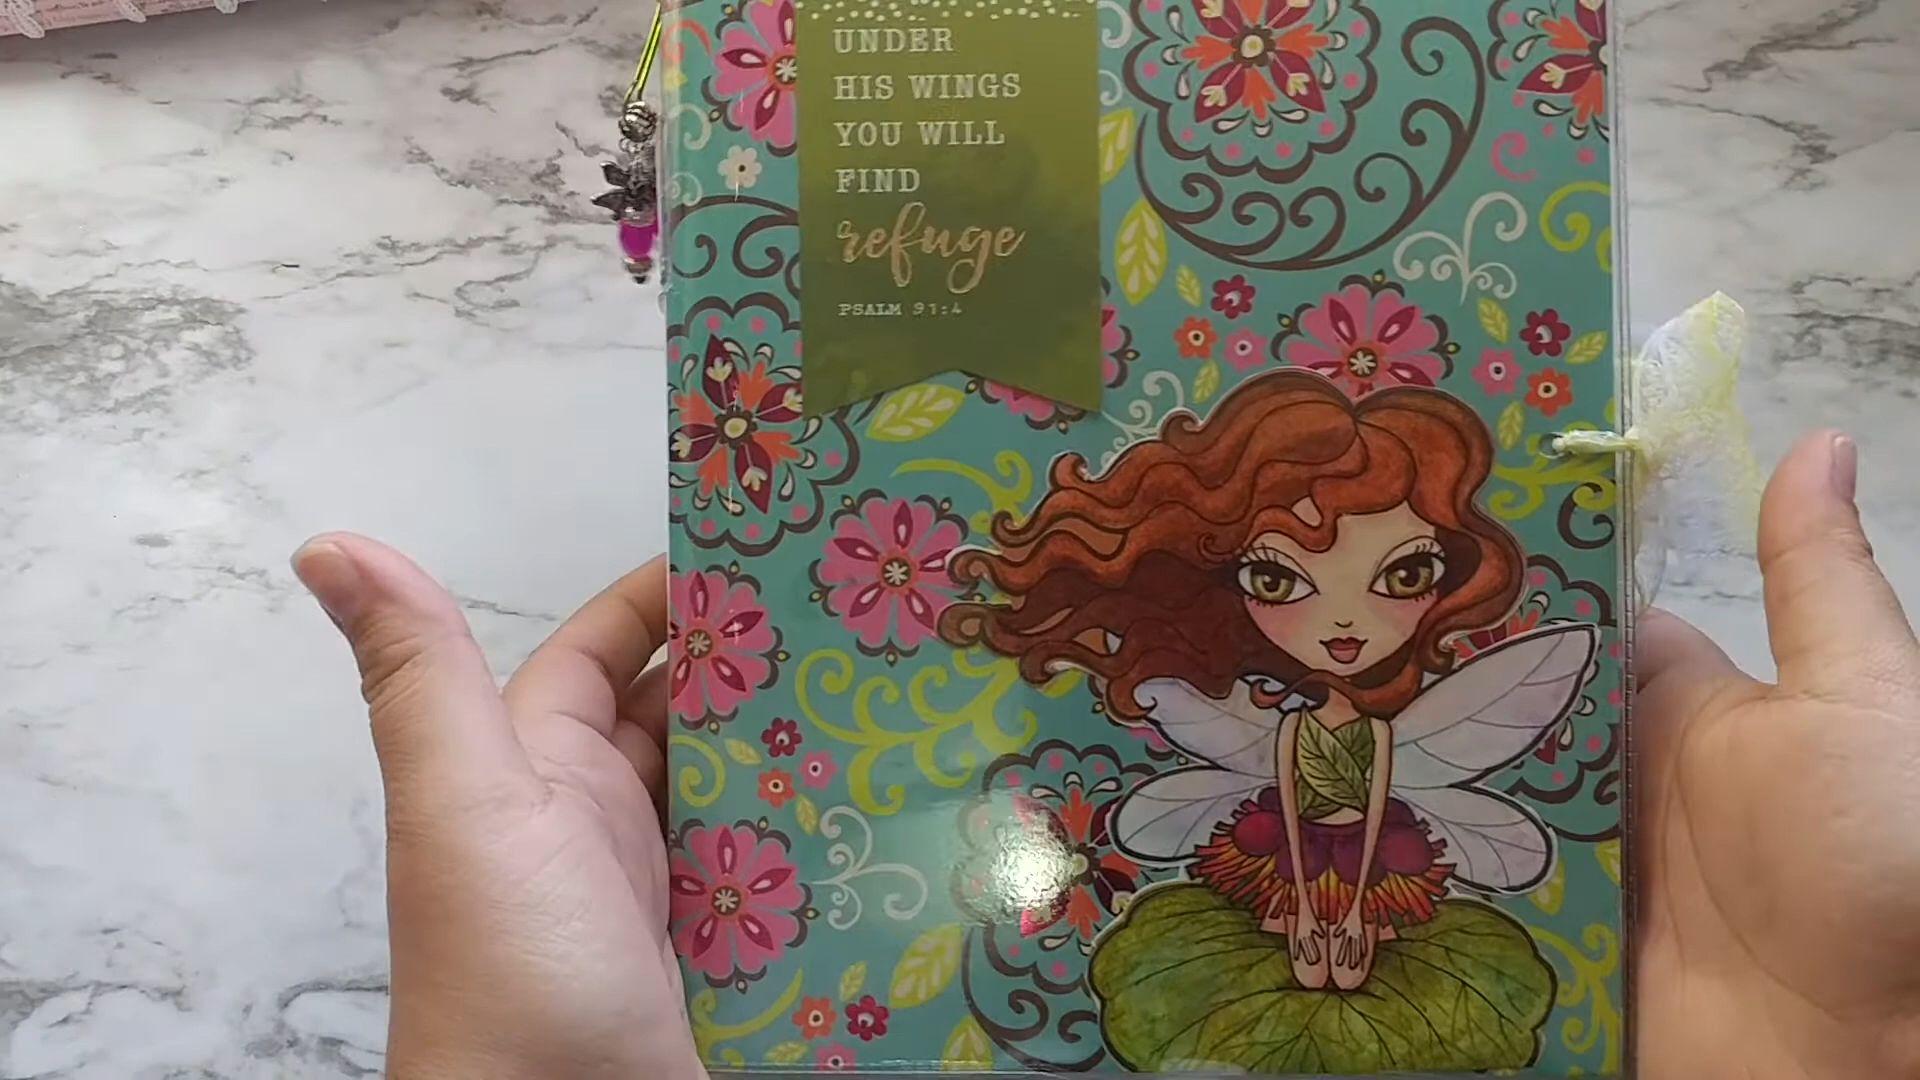 UNDER
HIS WINGS
YOU WILL
FIND
refuge
PSALM 91:4